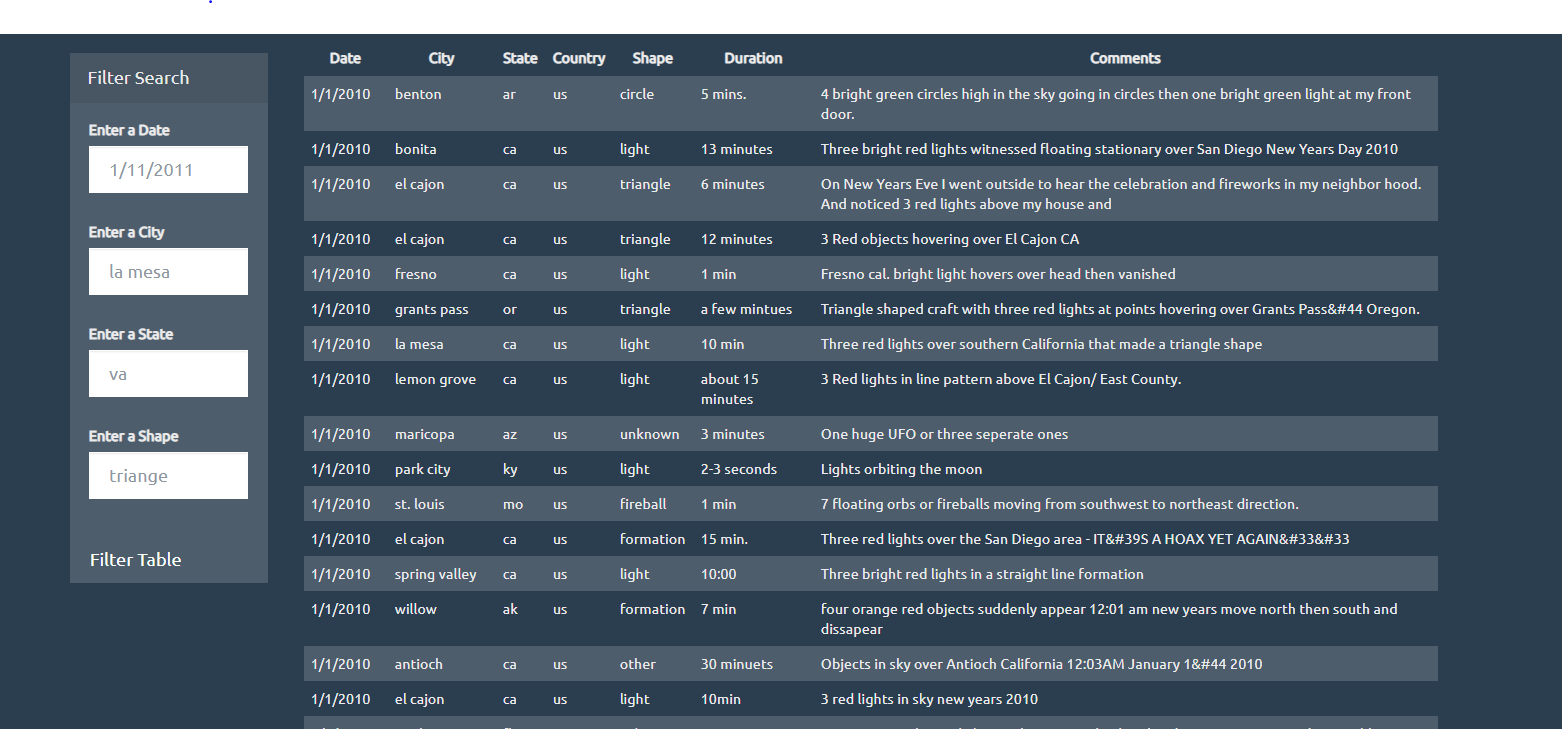 Filter Search
Enter a Date
1/11/2011
Enter a City
la mesa
Enter a State
va
Enter a Shape
triange
Filter Table
Date City State Country Shape Duration Comments
1/1/2010 benton ar us circle 5 mins. 4 bright green circles high in the sky going in circles then one bright green light at my front
door.
1/1/2010 bonita ca us light 13 minutes Three bright red lights witnessed floating stationary over San Diego New Years Day 2010
1/1/2010 el cajon ca us triangle 6 minutes On New Years Eve I went outside to hear the celebration and fireworks in my neighbor hood.
And noticed 3 red lights above my house and
1/1/2010 el cajon ca us triangle 12 minutes 3 Red objects hovering over El Cajon CA
1/1/2010 fresno ca us light 1 min Fresno cal. bright light hovers over head then vanished
1/1/2010 grants pass or us triangle a few mintues Triangle shaped craft with three red lights at points hovering over Grants Pass&#44 Oregon.
1/1/2010 la mesa ca us light 10 min Three red lights over southern California that made a triangle shape
1/1/2010 lemon grove ca us light about 15 3 Red lights in line pattern above El Cajon/ East County.
minutes
1/1/2010 maricopa az us unknown 3 minutes One huge UFO or three seperate ones
1/1/2010 park city ky us light 2-3 seconds Lights orbiting the moon
1/1/2010 st. louis mo us fireball 1 min 7 floating orbs or fireballs moving from southwest to northeast direction.
1/1/2010 el cajon ca us formation 15 min. Three red lights over the San Diego area - IT&#39S A HOAX YET AGAIN&#33&#33
1/1/2010 spring valley ca us light 10:00 Three bright red lights in a straight line formation
1/1/2010 willow ak us formation 7 min four orange red objects suddenly appear 12:01 am new years move north then south and
dissapear
1/1/2010 antioch ca us other 30 minuets Objects in sky over Antioch California 12:03AM January 1&#44 2010
1/1/2010 el cajon ca us light 10min 3 red lights in sky new years 2010